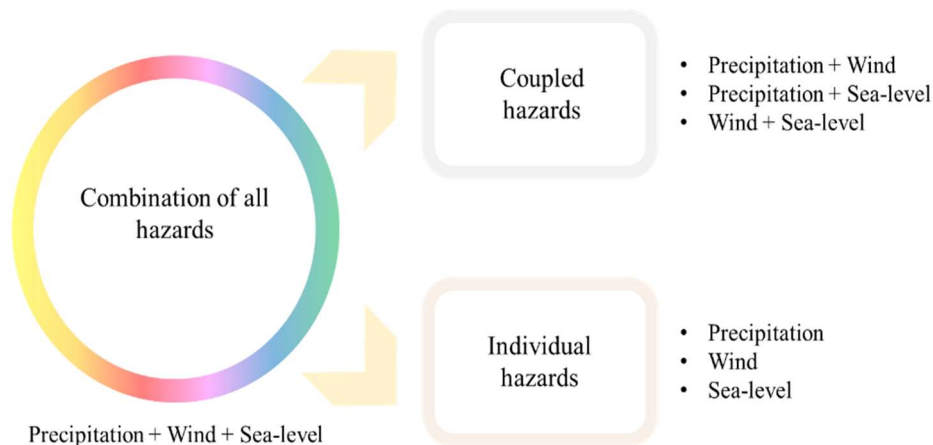 Combination of all
hazards
Precipitation + Wind + Sea-level
Coupled
hazards
• Precipitation + Wind
• Precipitation + Sea-level
• Wind + Sea-level
Individual
hazards
• Precipitation
• Wind
• Sea-level